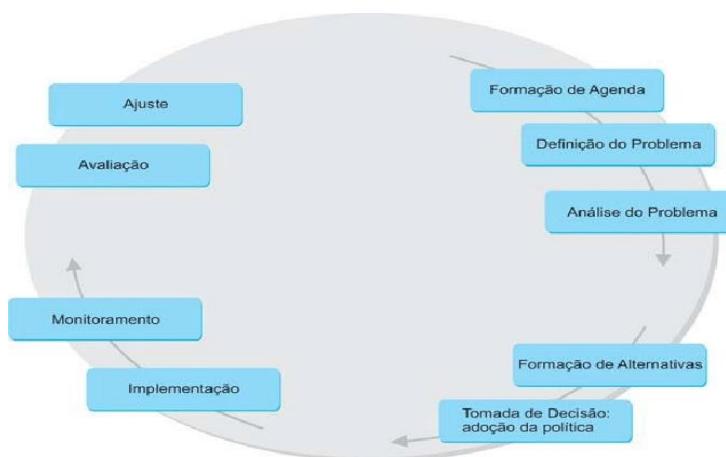 Formação de Agenda
Definição do Problema
Análise do Problema
Formação de Alternativas
Tomada de Decisão:
adoção da política
Implementação
Monitoramento
Avaliação
Ajuste